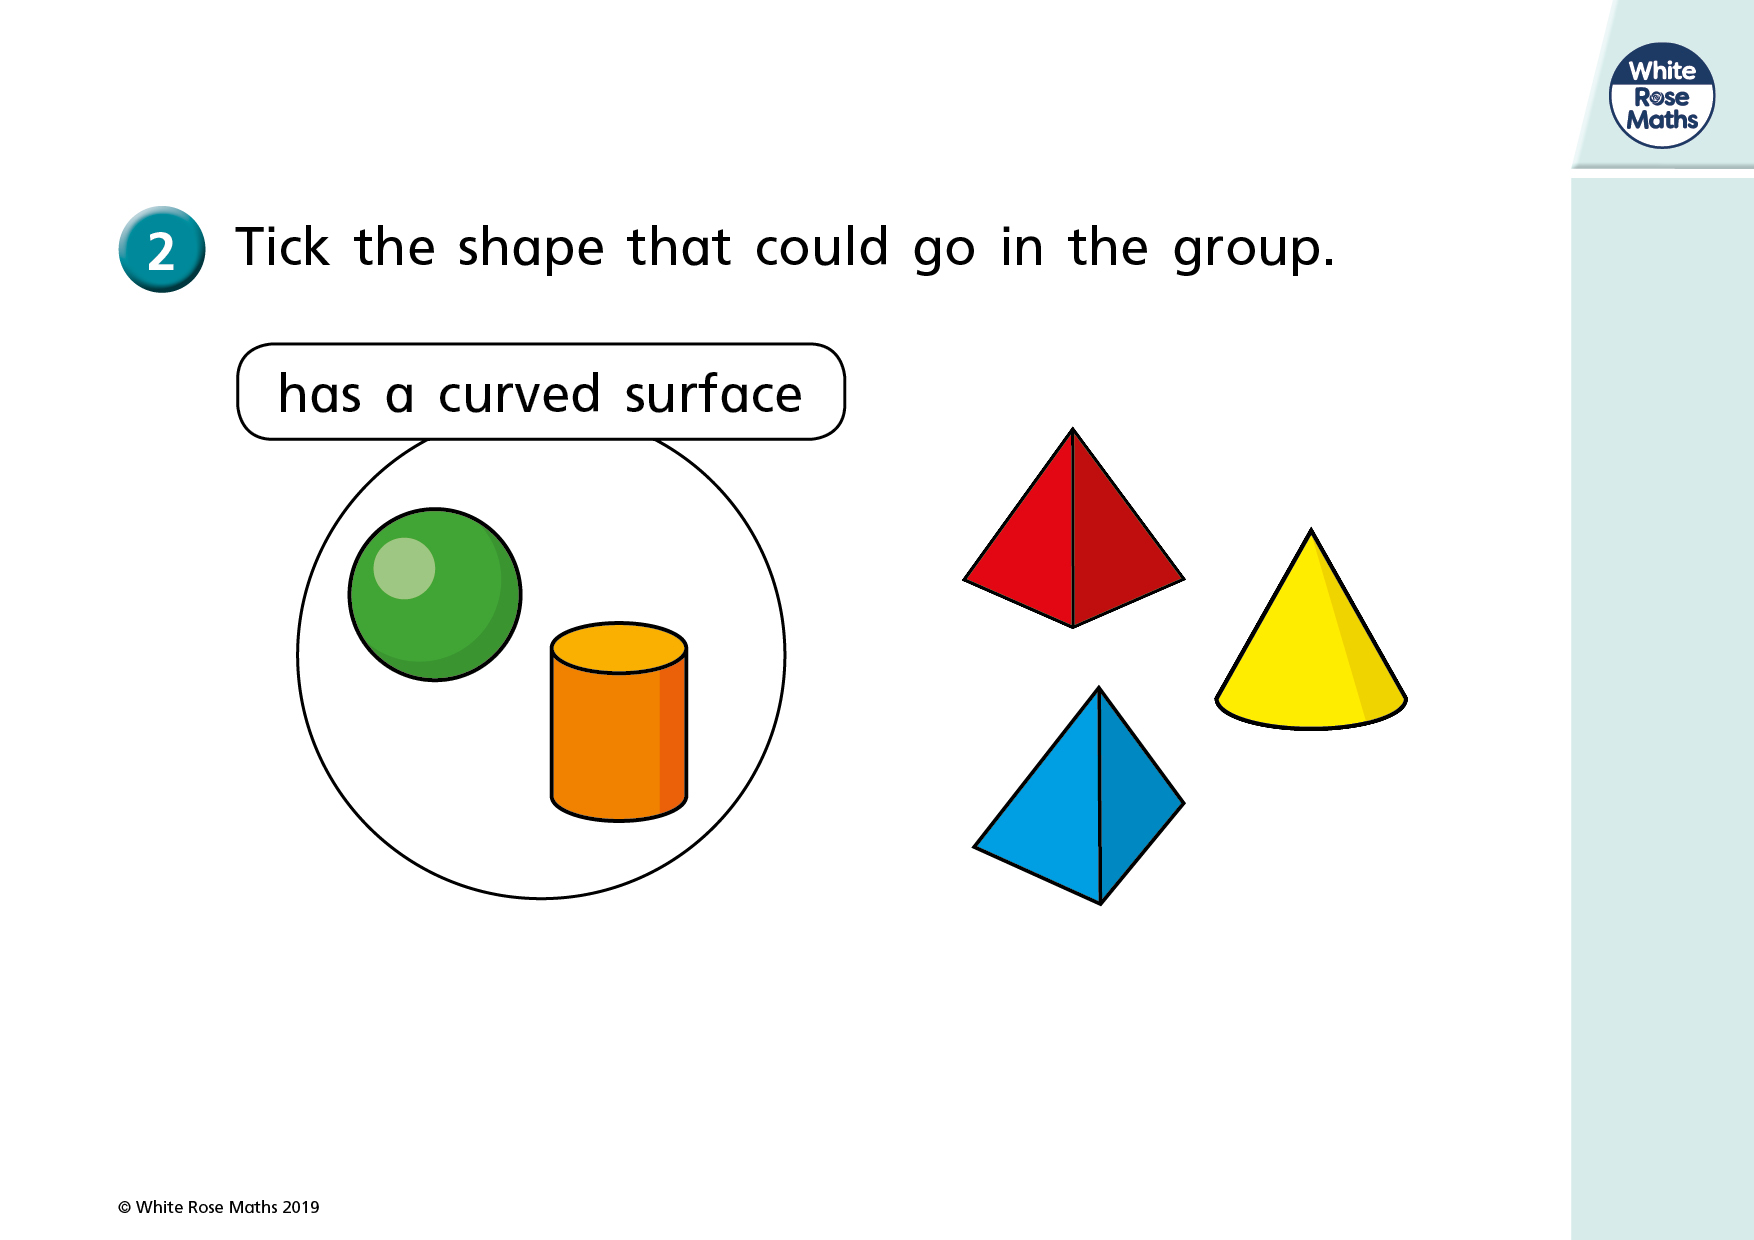 White
Rose
Maths
2 Tick the shape that could go in the group.
has a curved surface
© White Rose Maths 2019